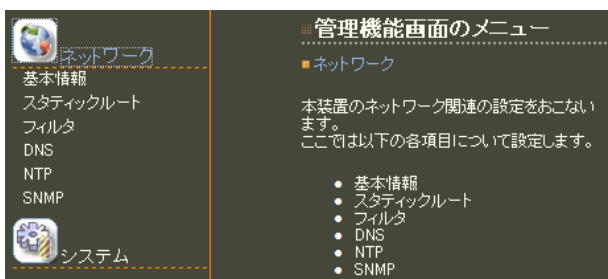 ネットワーク
基本情報
スタティックルート
フィルタ
DNS
NTP
SNMP
システム
管理機能画面のメニュー
ネットワーク
本装置のネットワーク関連の設定をおこない
ます。
ここでは以下の各項目について設定します。
基本情報
スタティックルート
フィルタ
DNS
NTP
SNMP